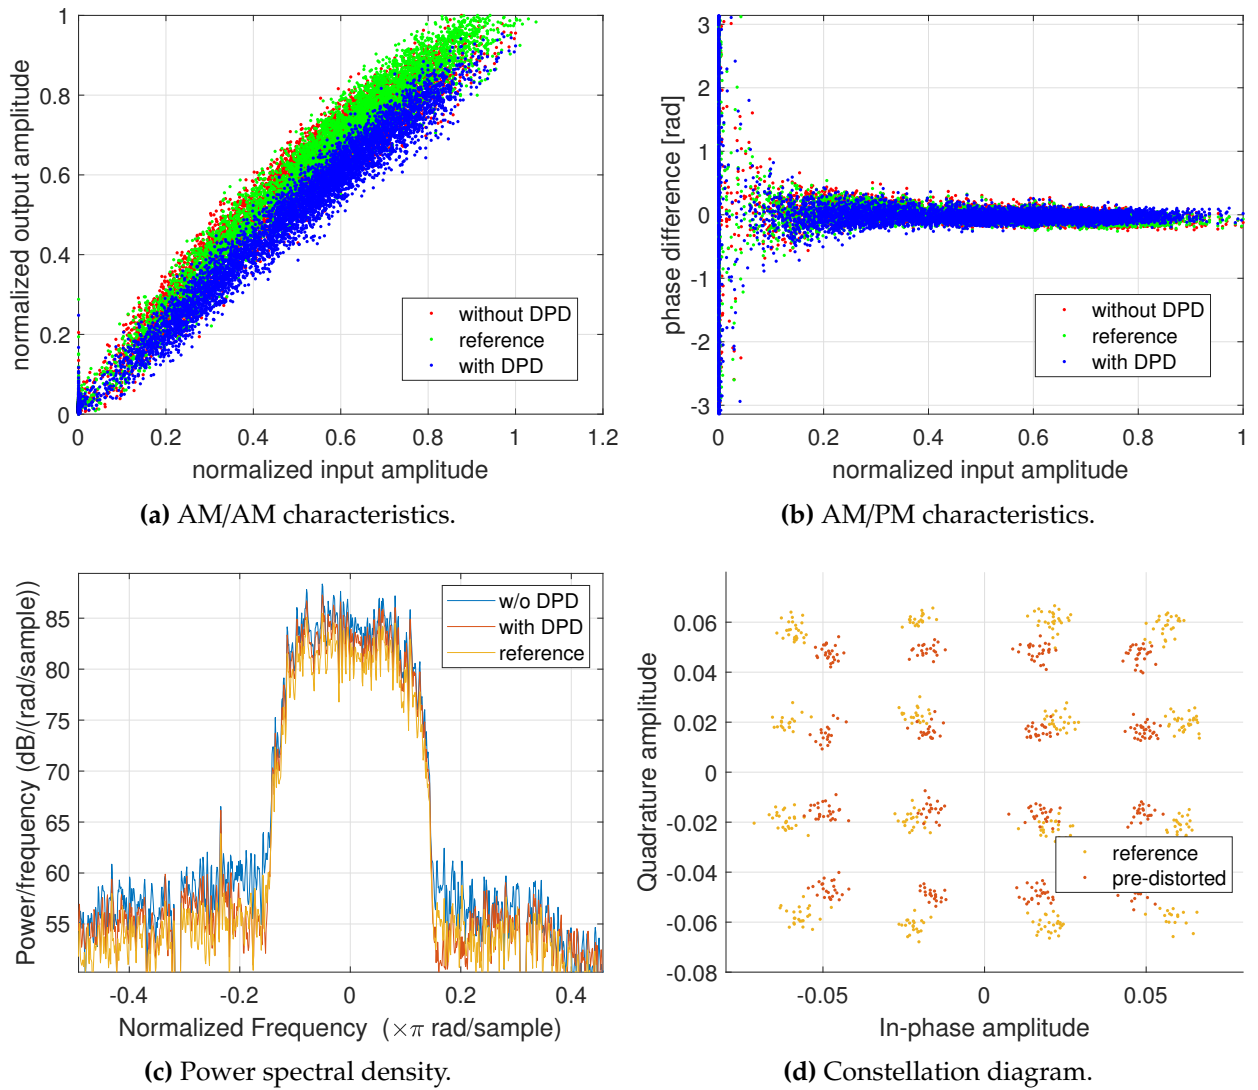 1
0.8
0.6
0.4
0.2
0
normalized output amplitude
without DPD
reference
with DPD
0 0.2 0.4 0.6 0.8 1 1.2
normalized input amplitude
(a) AM/AM characteristics.
3
2
1
0
-1
-2
-3
phase difference [rad]
without DPD
reference
with DPD
0 0.2 0.4 0.6 0.8 1
normalized input amplitude
(b) AM/PM characteristics.
85
80
75
70
65
60
55
Power/frequency (dB/(rad/sample))
w/o DPD
with DPD
reference
-0.4 -0.2 0 0.2 0.4
Normalized Frequency (×π rad/sample)
(c) Power spectral density.
0.06
0.04
0.02
0
-0.02
-0.04
-0.06
-0.08
Quadrature amplitude
reference
pre-distorted
-0.05 0 0.05
In-phase amplitude
(d) Constellation diagram.